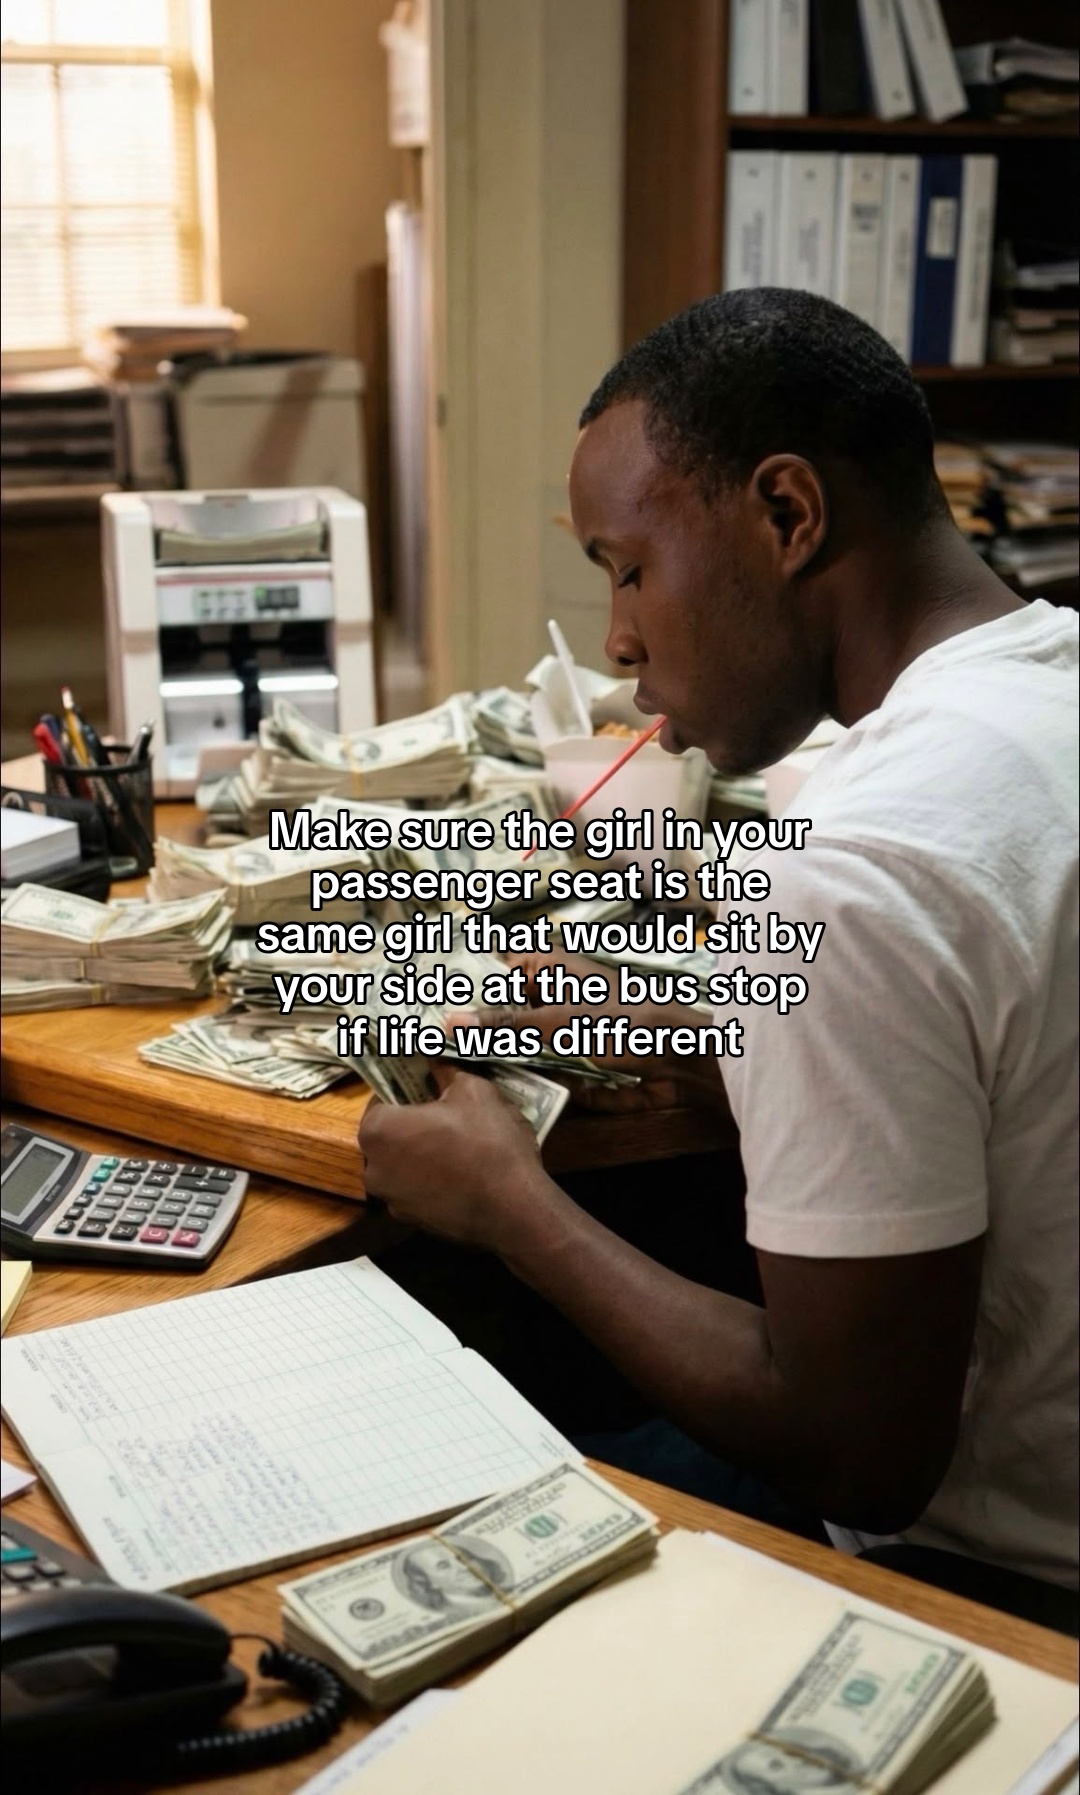 Make sure the girl in your
passenger seat is the
same girl that would sit by
your side at the bus stop
if life was different